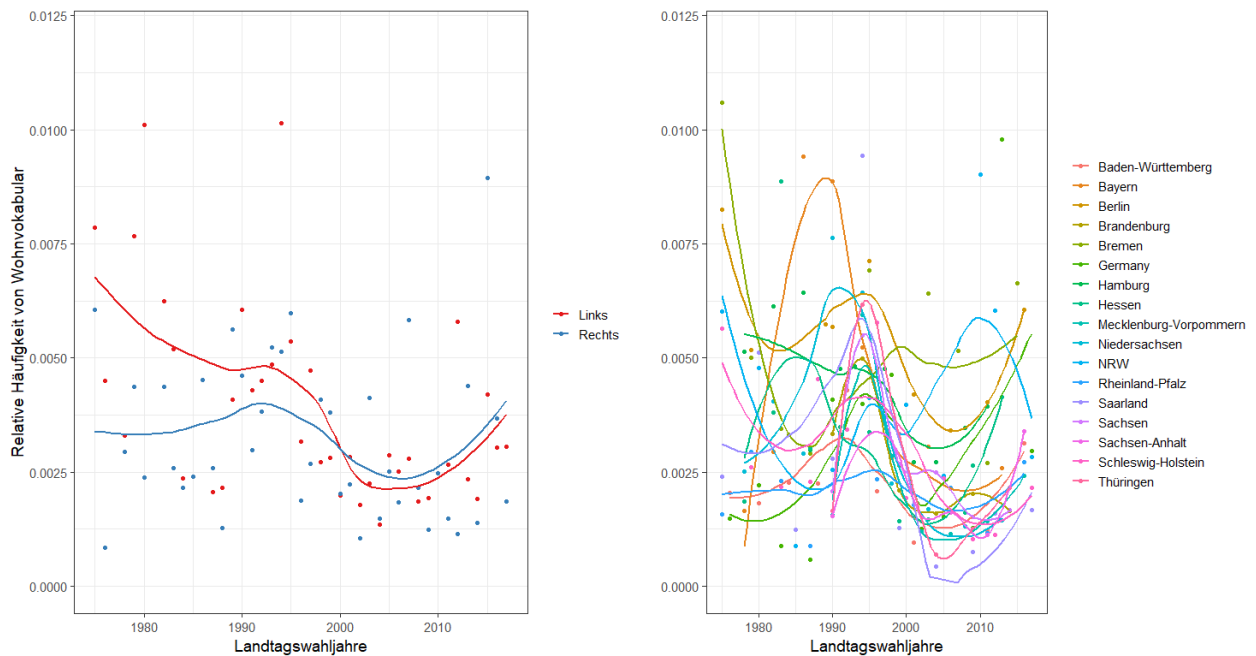 Relative Häufigkeit von Wohnvokabular
0.0125
0.0100
0.0075
0.0050
0.0025
0.0000
1980 1990 2000 2010
Landtagswahljahre
Links
Rechts
0.0125
0.0100
0.0075
0.0050
0.0025
0.0000
1980 1990 2000 2010
Landtagswahljahre
Baden-Württemberg
Bayern
Berlin
Brandenburg
Bremen
Germany
Hamburg
Hessen
Mecklenburg-Vorpommern
Niedersachsen
NRW
Rheinland-Pfalz
Saarland
Sachsen
Sachsen-Anhalt
Schleswig-Holstein
Thüringen